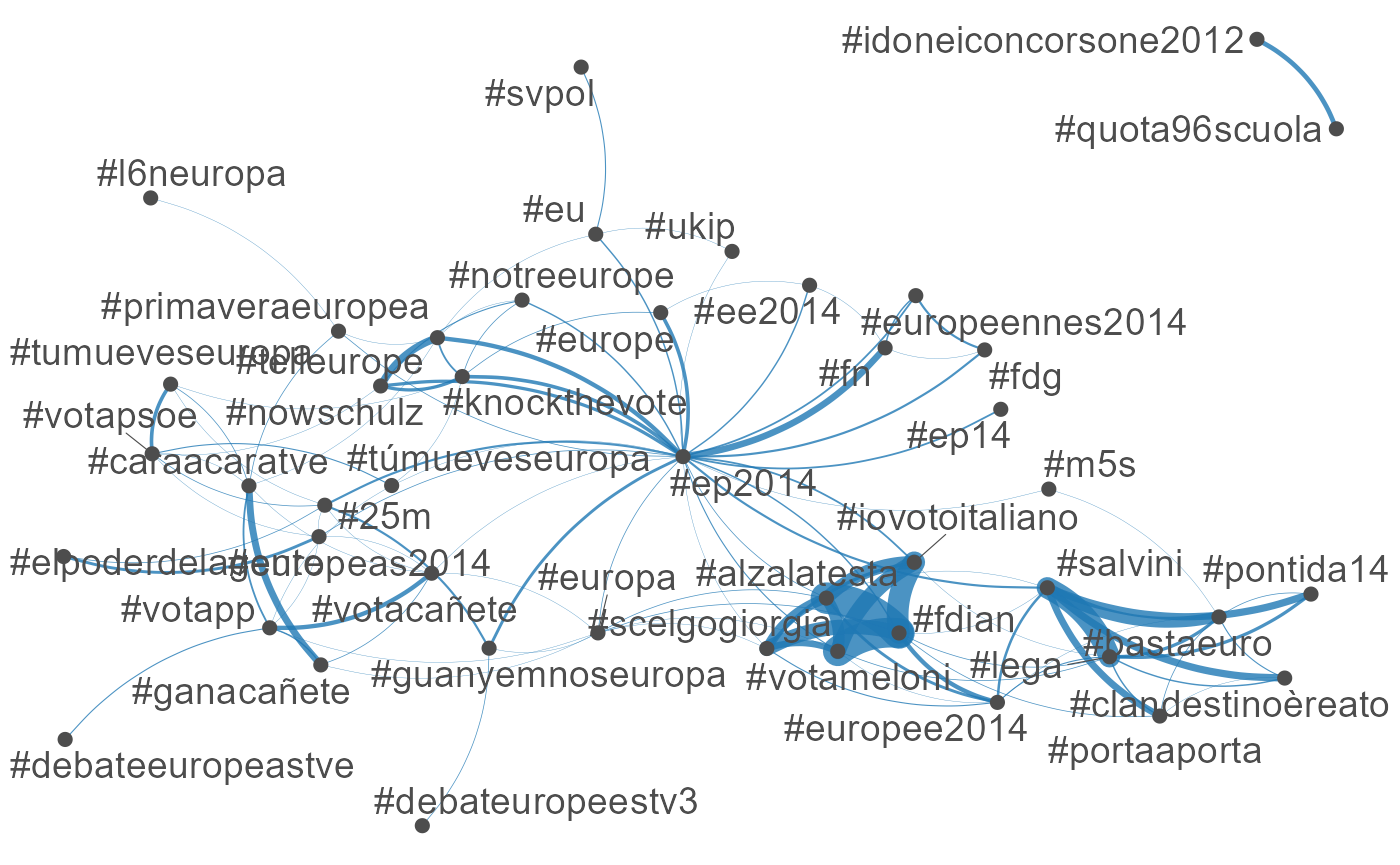 #idoneiconcorsone2012
#svpol
#quota96scuola
#l6neuropa
#eu
#ukip
#notreeurope
#primaveraeuropea
#ee2014
#europeennes2014
#europe
#tumueveseuropa
#telleurope
#fn
#fdg
#votapsoe
#nowschulz
#knockthevote
#ep14
#caraacaratve
#túmueveseuropa
#m5s
#ep2014
#25m
#iovotoitaliano
#elpoderdelagente
#europeas2014
#europa
#alzalatesta
#salvini
#pontida14
#votapp
#votacañete
#scelgogiorgia
#fdian
#bastaeuro
#lega
#ganacañete
#guanyemnoseuropa
#votameloni
#clandestinoèreato
#europee2014
#portaaporta
#debateeuropeastve
#debateuropeestv3